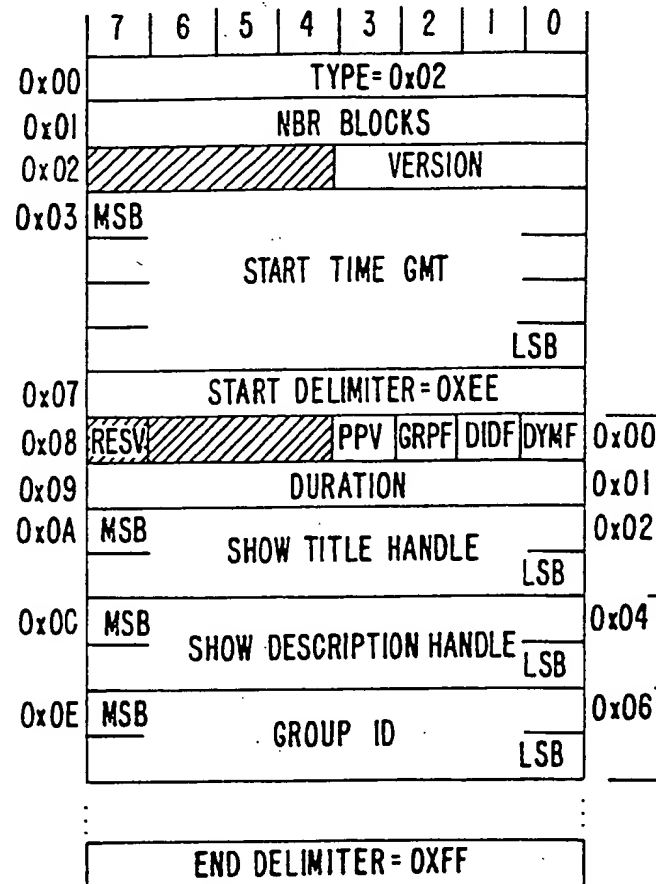 7 6 5 4 3 2 1 0
0x00 TYPE=0x02
0x01 NBR BLOCKS
0x02 VERSION
0x03 MSB
START TIME GMT
LSB
0x07 START DELIMITER=0XEE
0x08 RESV PPV GRPF DIDF DYMF 0x00
0x09 DURATION 0x01
0x0A MSB 0x02
SHOW TITLE HANDLE
LSB
0x0C MSB 0x04
SHOW DESCRIPTION HANDLE
LSB
0x0E MSB 0x06
GROUP ID
LSB
END DELIMITER=0XFF